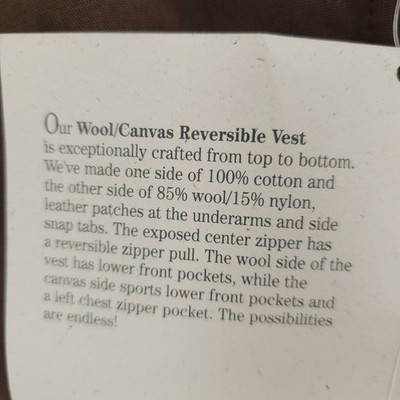 Our Wool/Canvas Reversible Vest
is exceptionally crafted from top to bottom.
We've made one side of 100% cotton and
the other side of 85% wool/15% nylon,
leather patches at the underarms and side
snap tabs. The exposed center zipper has
a reversible zipper pull. The wool side of the
vest has lower front pockets, while the
canvas side sports lower front pockets and
a left chest zipper pocket. The possibilities
are endless!